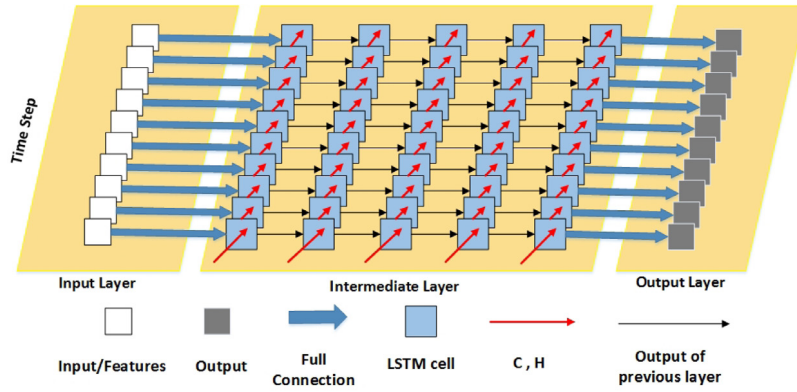 Time Step
Input Layer
Intermediate Layer
Output Layer
Input/Features
Output
Full
Connection
LSTM cell
C , H
Output of
previous layer